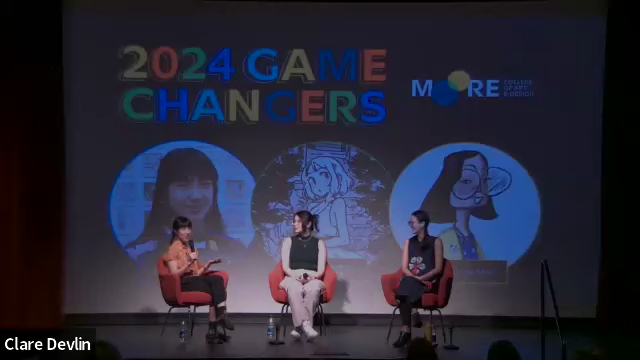 2024 GAME
CHANGERS
MOORE
COLLEGE
OF ART
& DESIGN
Clare Devlin